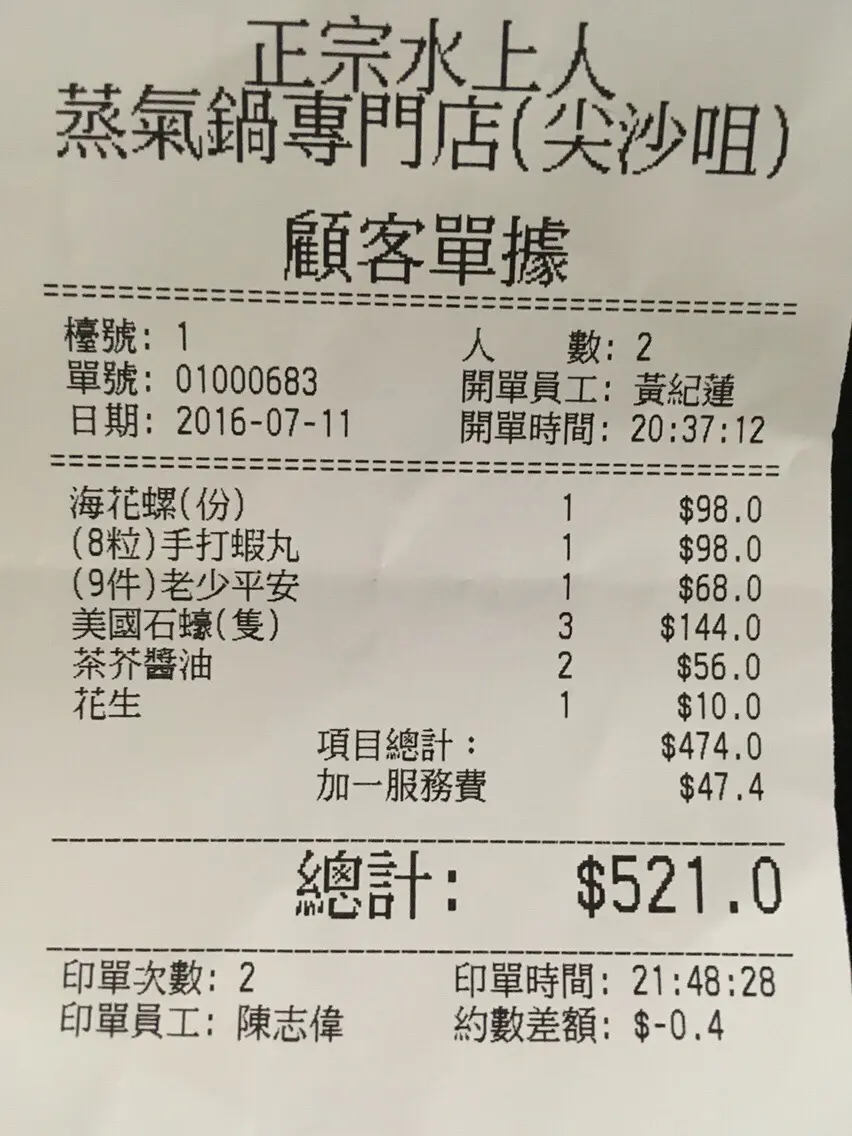 正宗水上人
蒸氣鍋專門店(尖沙咀)
顧客單據
檯號: 1 人 數: 2
單號: 01000683 開單員工: 黃紀蓮
日期: 2016-07-11 開單時間: 20:37:12
海花螺(份) 1 $98.0
(8粒)手打蝦丸 1 $98.0
(9件)老少平安 1 $68.0
美國石蠔(隻) 3 $144.0
茶芥醬油 2 $56.0
花生 1 $10.0
項目總計: $474.0
加一服務費 $47.4
總計: $521.0
印單次數: 2 印單時間: 21:48:28
印單員工: 陳志偉 約數差額: $-0.4